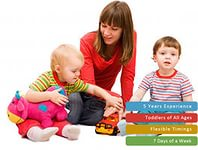 5 Years Experience
Toddlers of All Ages
Flexible Timings
7 Days of a Week